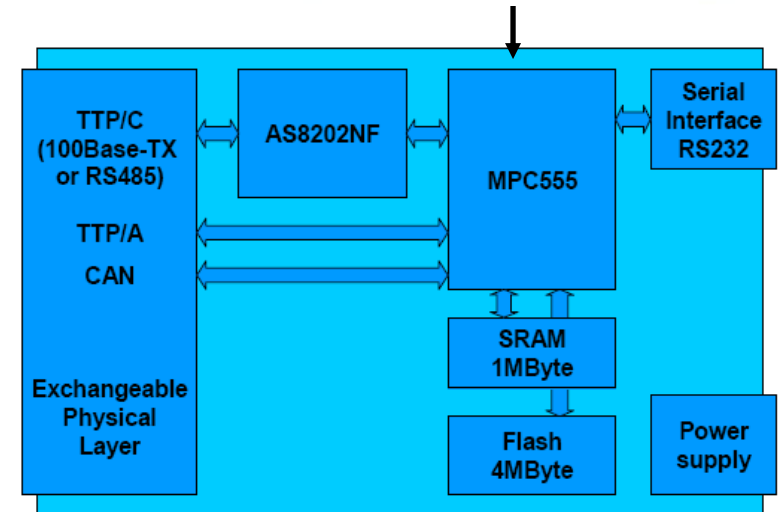 TTP/C
(100Base-TX
or RS485)
TTP/A
CAN
Exchangeable
Physical
Layer
AS8202NF
MPC555
Serial
Interface
RS232
SRAM
1MByte
Flash
4MByte
Power
supply